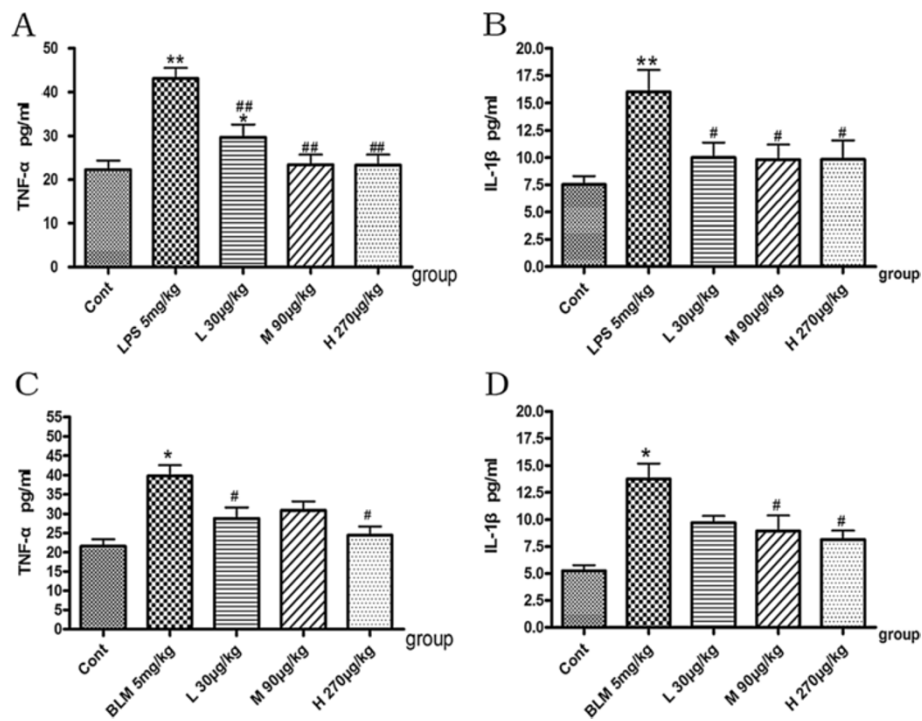 A
TNF-α pg/ml
50
40
30
20
10
0
**
##
*
##
##
Cont
LPS 5mg/kg
L 30μg/kg
M 90μg/kg
H 270μg/kg
group
B
IL-1β pg/ml
20.0
17.5
15.0
12.5
10.0
7.5
5.0
2.5
0.0
**
#
#
#
Cont
LPS 5mg/kg
L 30μg/kg
M 90μg/kg
H 270μg/kg
group
C
TNF-α pg/ml
55
50
45
40
35
30
25
20
15
10
5
0
*
#
#
Cont
BLM 5mg/kg
L 30μg/kg
M 90μg/kg
H 270μg/kg
group
D
IL-1β pg/ml
20.0
17.5
15.0
12.5
10.0
7.5
5.0
2.5
0.0
*
#
#
Cont
BLM 5mg/kg
L 30μg/kg
M 90μg/kg
H 270μg/kg
group